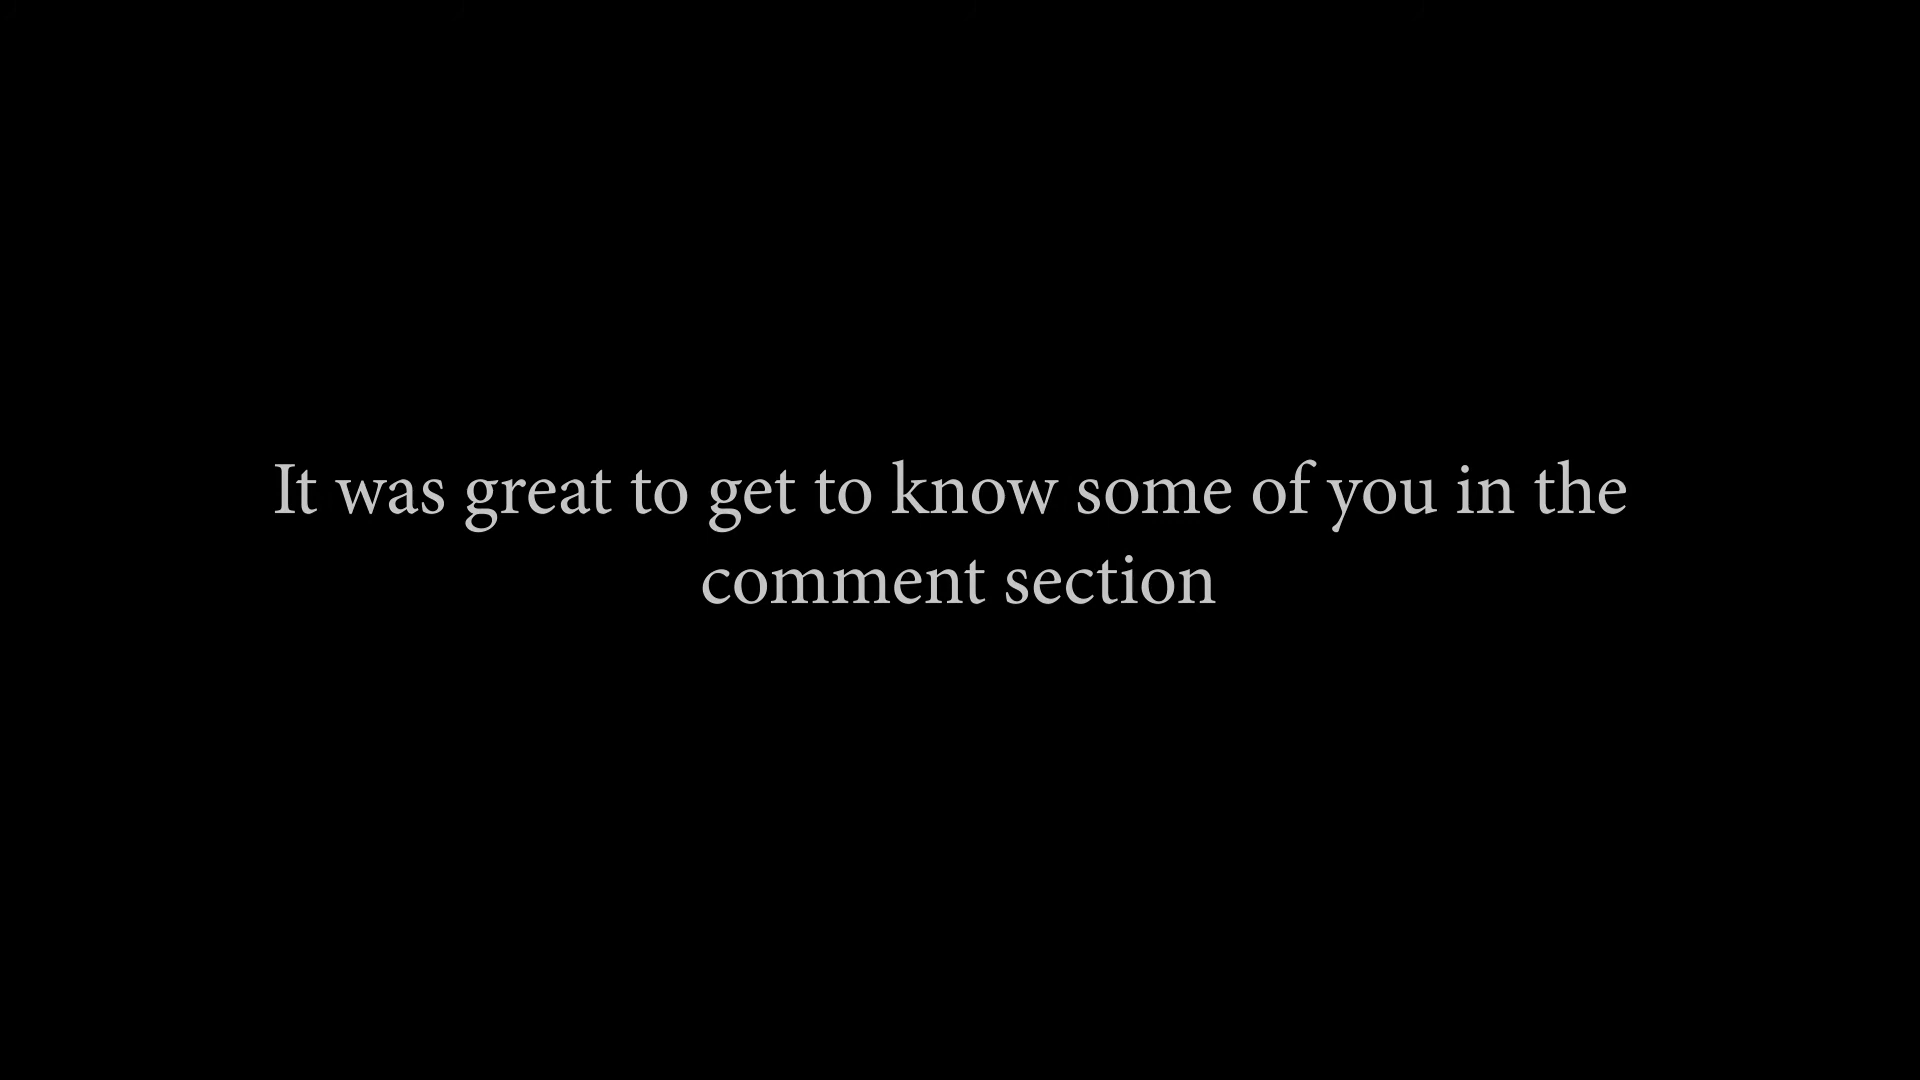 It was great to get to know some of you in the
comment section